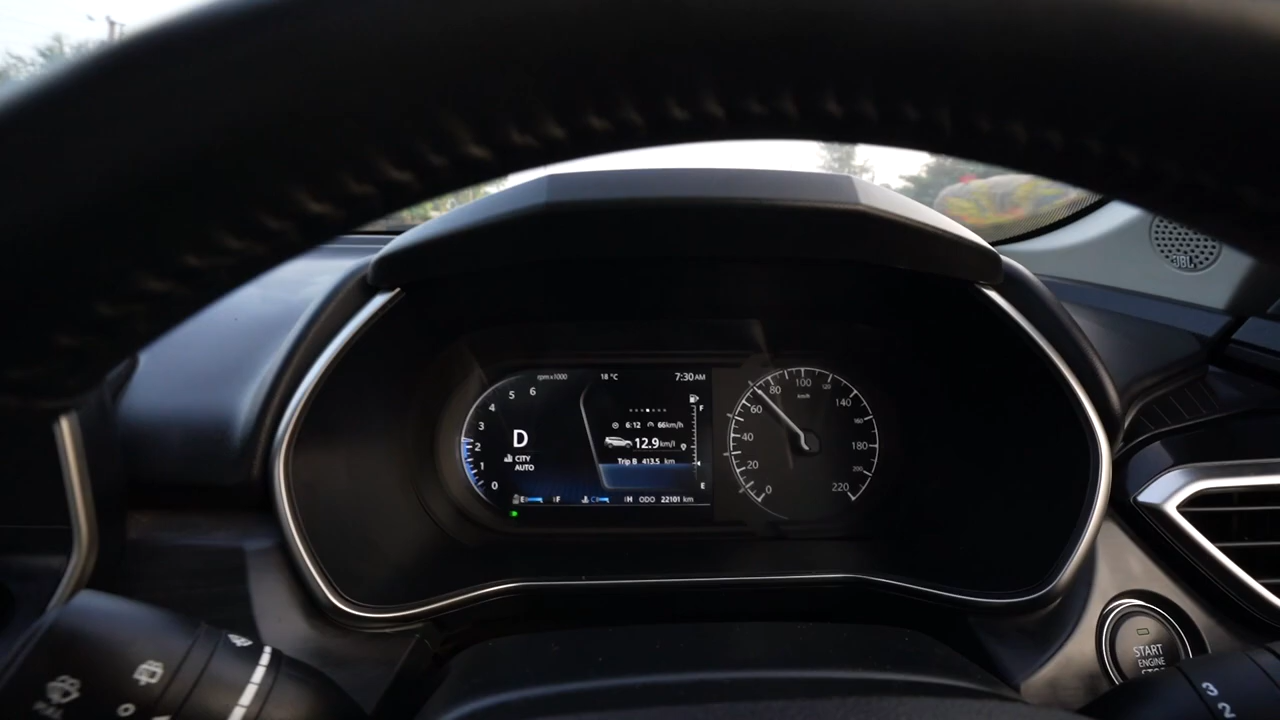 JBL
rpm x1000
18 °C
7:30 AM
6
5
4
3
2
1
0
D
CITY
AUTO
6:12
66km/h
12.9 km/l
Trip B 413.5 km
F
E
E F
C H
ODO 22101 km
0
20
40
60
80
100
120
140
160
180
200
220
km/h
START
ENGINE
3
2